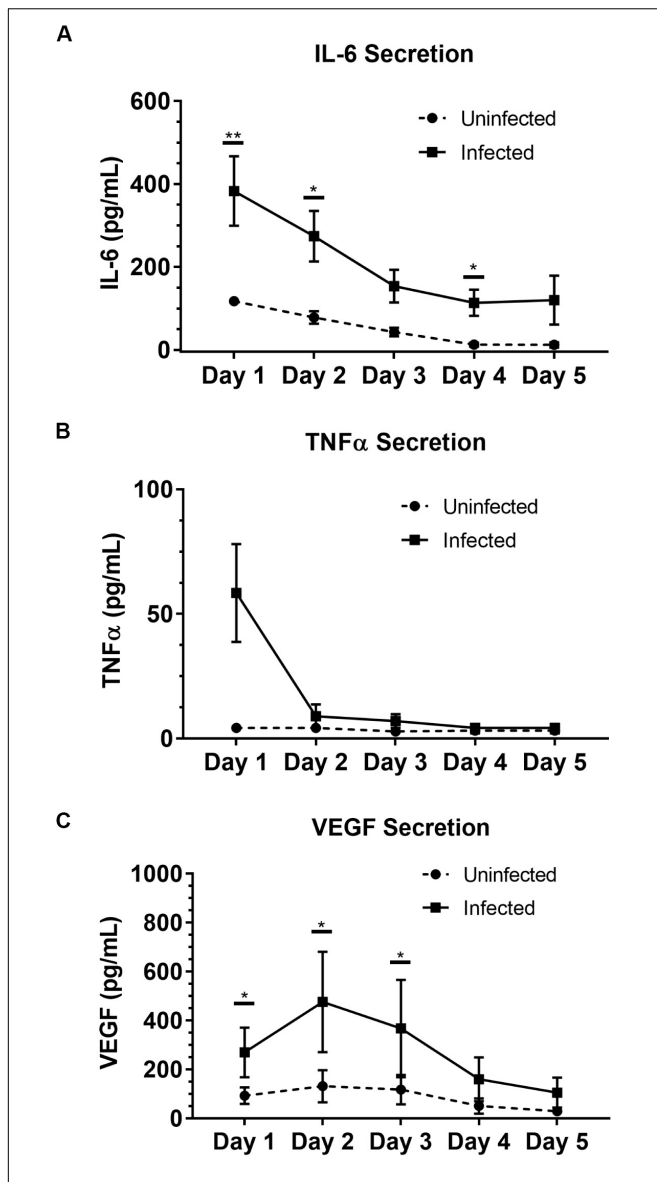 A
IL-6 Secretion
600
400
200
0
IL-6 (pg/mL)
Uninfected
Infected
**
*
*
Day 1 Day 2 Day 3 Day 4 Day 5
B
TNFα Secretion
100
50
0
TNFα (pg/mL)
Uninfected
Infected
Day 1 Day 2 Day 3 Day 4 Day 5
C
VEGF Secretion
1000
800
600
400
200
0
VEGF (pg/mL)
Uninfected
Infected
*
*
*
Day 1 Day 2 Day 3 Day 4 Day 5